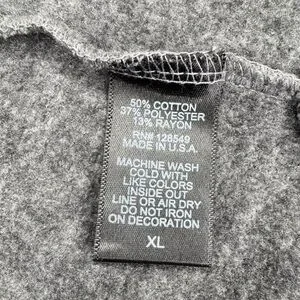 50% COTTON
37% POLYESTER
13% RAYON
RN# 128549
MADE IN U.S.A.
MACHINE WASH
COLD WITH
LIKE COLORS
INSIDE OUT
LINE OR AIR DRY
DO NOT IRON
ON DECORATION
XL